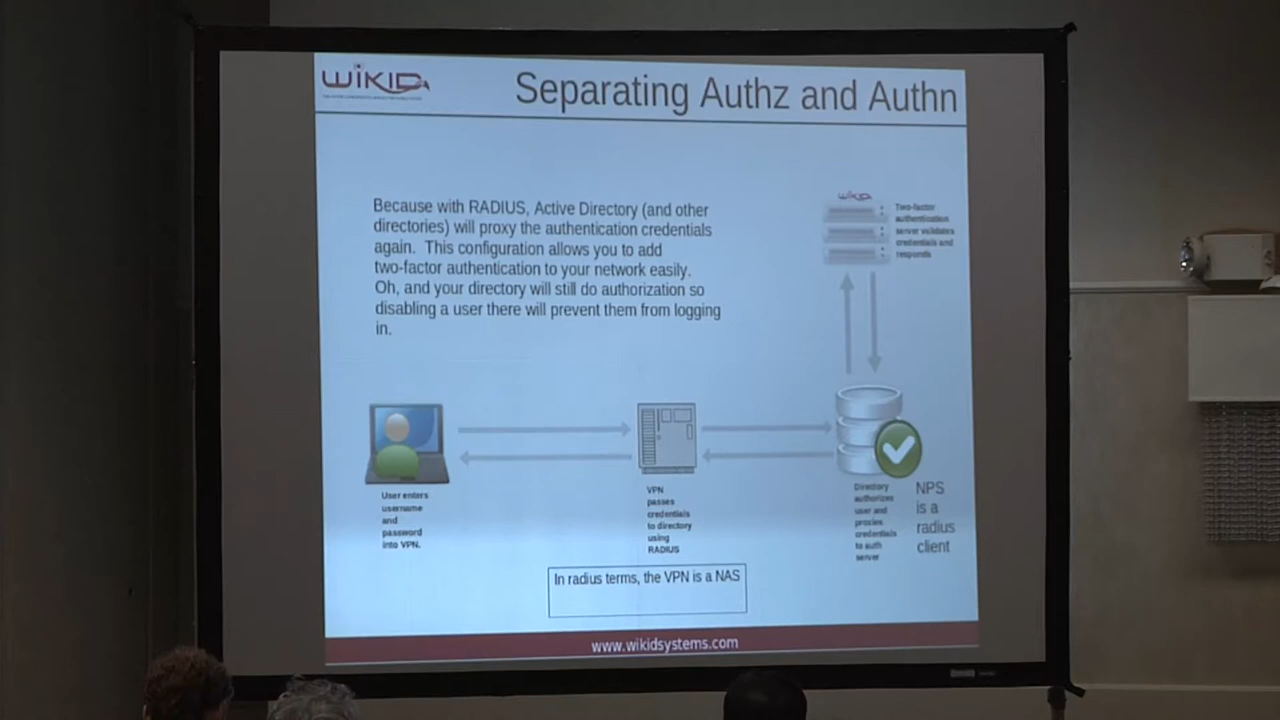 WiKID
Separating Authz and Authn
Because with RADIUS, Active Directory (and other
directories) will proxy the authentication credentials
again. This configuration allows you to add
two-factor authentication to your network easily.
Oh, and your directory will still do authorization so
disabling a user there will prevent them from logging
in.
WiKID
Two-factor
authentication
server validates
credentials and
responds
User enters
username
and
password
into VPN.
VPN
passes
credentials
to directory
using
RADIUS
Directory
authorizes
user and
proxies
credentials
to auth
server
NPS
is a
radius
client
In radius terms, the VPN is a NAS
www.wikidsystems.com